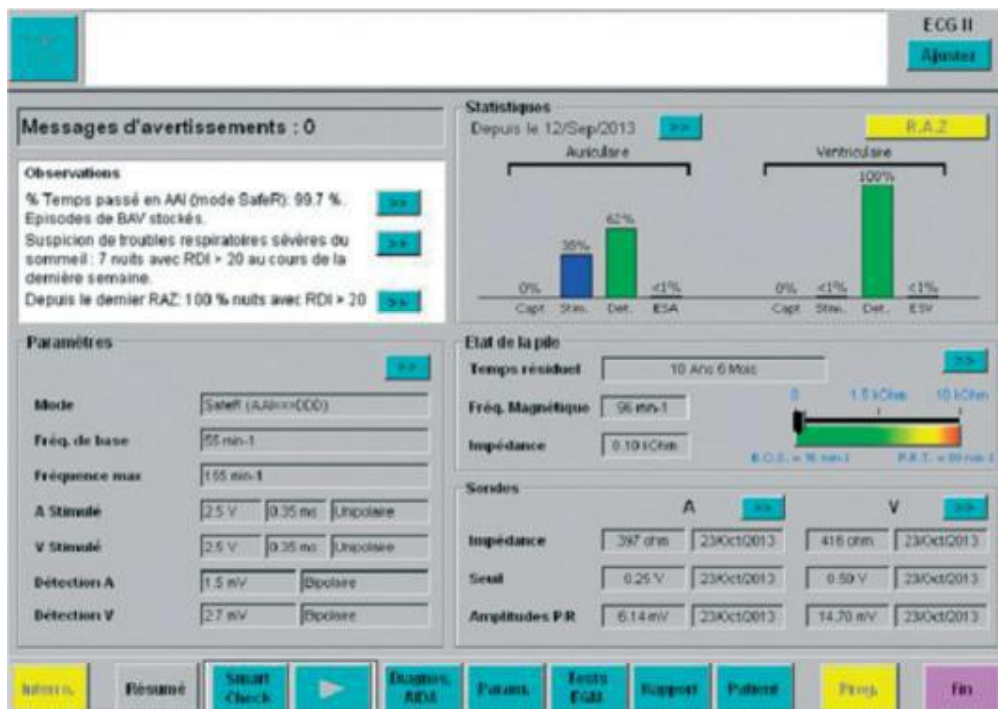 ECG II
Ajuster
Messages d'avertissements : 0
Observations
% Temps passé en AAI (mode SafeR): 99.7 %.
Episodes de BAV stockés.
>>
Suspicion de troubles respiratoires sévères du
sommeil : 7 nuits avec RDI > 20 au cours de la
dernière semaine.
>>
Depuis le dernier RAZ: 100 % nuits avec RDI > 20
>>
Statistiques
Depuis le 12/Sep/2013
>>
R.A.Z
Auriculaire
Ventriculaire
0% 38% 62% <1%
Capt Stim. Det. ESA
0% <1% 100% <1%
Capt Stim. Det. ESV
Paramètres
>>
Mode SafeR (AAI<=>DDD)
Fréq. de base 55 min-1
Fréquence max 155 min-1
A Stimulé 2.5 V 0.35 ms Unipolaire
V Stimulé 2.5 V 0.35 ms Unipolaire
Détection A 1.5 mV Bipolaire
Détection V 2.7 mV Bipolaire
Etat de la pile
>>
Temps résiduel 10 Ans 6 Mois
Fréq. Magnétique 96 min-1
Impédance 0.10 kOhm
0 1.5 kOhm 10 kOhm
Sondes
A >> V >>
Impédance 397 ohm 23/Oct/2013 416 ohm 23/Oct/2013
Seuil 0.25 V 23/Oct/2013 0.50 V 23/Oct/2013
Amplitudes P.R 6.14 mV 23/Oct/2013 14.70 mV 23/Oct/2013
Interro. Résumé Smart Check Diagnos. AIDA Param. Tests EGM Rapport Patient Prog. Fin